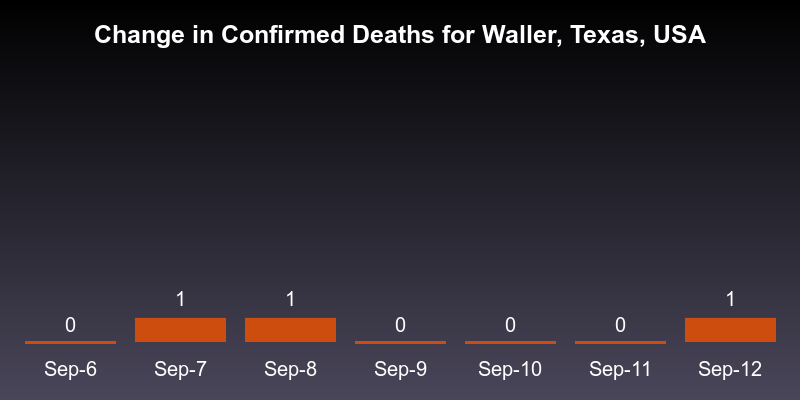 Change in Confirmed Deaths for Waller, Texas, USA
0 1 1 0 0 0 1
Sep-6 Sep-7 Sep-8 Sep-9 Sep-10 Sep-11 Sep-12